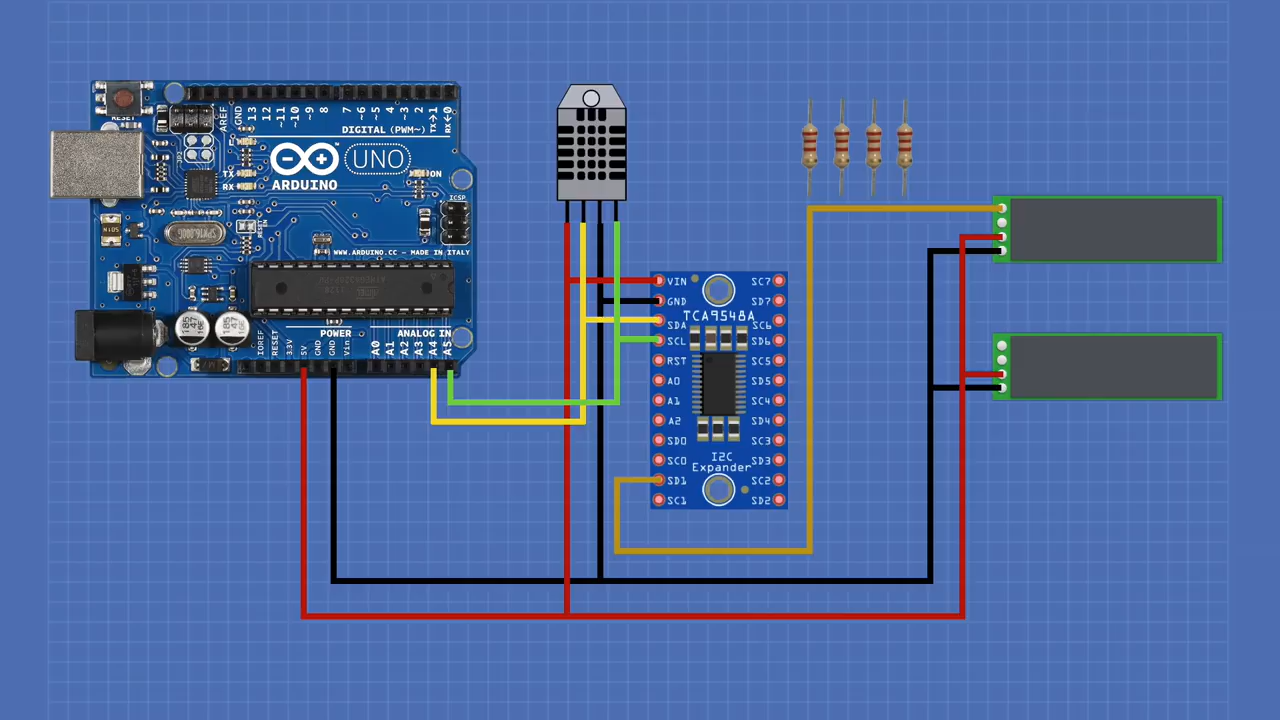 RESET
AREF
GND
13
12
~11
~10
~9
8
7
~6
~5
4
~3
2
TX→1
RX←0
DIGITAL (PWM~)
L
TX
RX
UNO
ARDUINO
ON
ICSP
RESET
EN
SPK16.000G
WWW.ARDUINO.CC - MADE IN ITALY
POWER
ANALOG IN
IOREF
RESET
3.3V
5V
GND
GND
Vin
A0
A1
A2
A3
A4
A5
VIN
GND
SDA
SCL
RST
A0
A1
A2
SD0
SC0
SD1
SC1
TCA9548A
I2C
Expander
SC7
SD7
SC6
SD6
SC5
SD5
SC4
SD4
SC3
SD3
SC2
SD2